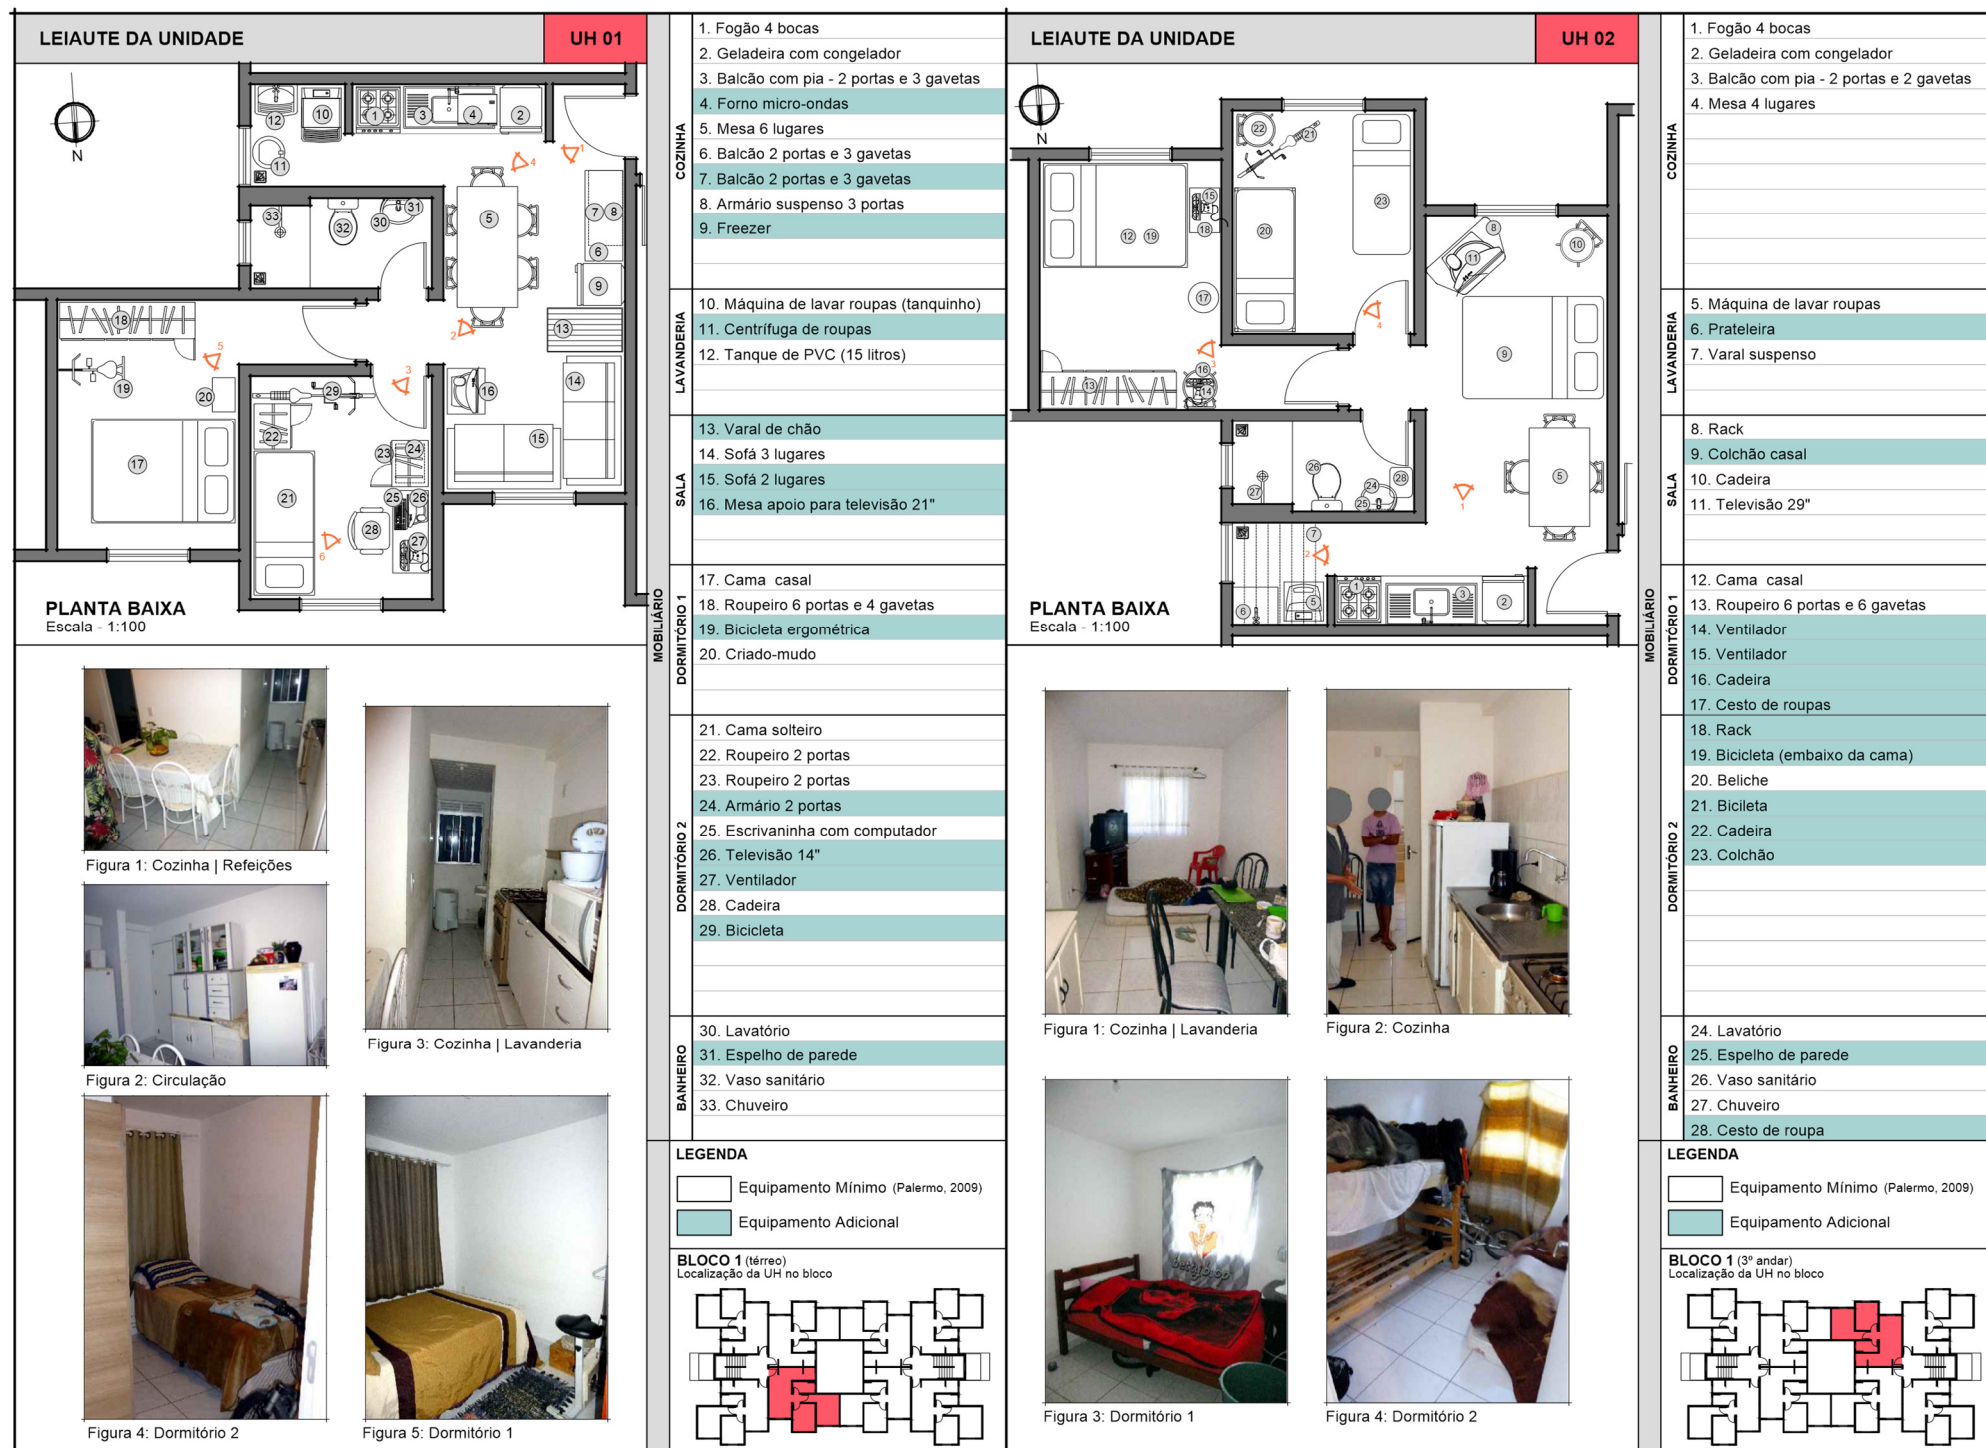 LEIAUTE DA UNIDADE
UH 01
N
PLANTA BAIXA
Escala - 1:100
Figura 1: Cozinha | Refeições
Figura 2: Circulação
Figura 3: Cozinha | Lavanderia
Figura 4: Dormitório 2
Figura 5: Dormitório 1
MOBILIÁRIO
COZINHA
1. Fogão 4 bocas
2. Geladeira com congelador
3. Balcão com pia - 2 portas e 3 gavetas
4. Forno micro-ondas
5. Mesa 6 lugares
6. Balcão 2 portas e 3 gavetas
7. Balcão 2 portas e 3 gavetas
8. Armário suspenso 3 portas
9. Freezer
LAVANDERIA
10. Máquina de lavar roupas (tanquinho)
11. Centrífuga de roupas
12. Tanque de PVC (15 litros)
SALA
13. Varal de chão
14. Sofá 3 lugares
15. Sofá 2 lugares
16. Mesa apoio para televisão 21"
DORMITÓRIO 1
17. Cama casal
18. Roupeiro 6 portas e 4 gavetas
19. Bicicleta ergométrica
20. Criado-mudo
DORMITÓRIO 2
21. Cama solteiro
22. Roupeiro 2 portas
23. Roupeiro 2 portas
24. Armário 2 portas
25. Escrivaninha com computador
26. Televisão 14"
27. Ventilador
28. Cadeira
29. Bicicleta
BANHEIRO
30. Lavatório
31. Espelho de parede
32. Vaso sanitário
33. Chuveiro
LEGENDA
Equipamento Mínimo (Palermo, 2009)
Equipamento Adicional
BLOCO 1 (térreo)
Localização da UH no bloco
LEIAUTE DA UNIDADE
UH 02
N
PLANTA BAIXA
Escala - 1:100
Figura 1: Cozinha | Lavanderia
Figura 2: Cozinha
Figura 3: Dormitório 1
Figura 4: Dormitório 2
MOBILIÁRIO
COZINHA
1. Fogão 4 bocas
2. Geladeira com congelador
3. Balcão com pia - 2 portas e 2 gavetas
4. Mesa 4 lugares
LAVANDERIA
5. Máquina de lavar roupas
6. Prateleira
7. Varal suspenso
SALA
8. Rack
9. Colchão casal
10. Cadeira
11. Televisão 29"
DORMITÓRIO 1
12. Cama casal
13. Roupeiro 6 portas e 6 gavetas
14. Ventilador
15. Ventilador
16. Cadeira
17. Cesto de roupas
DORMITÓRIO 2
18. Rack
19. Bicicleta (embaixo da cama)
20. Beliche
21. Bicileta
22. Cadeira
23. Colchão
BANHEIRO
24. Lavatório
25. Espelho de parede
26. Vaso sanitário
27. Chuveiro
28. Cesto de roupa
LEGENDA
Equipamento Mínimo (Palermo, 2009)
Equipamento Adicional
BLOCO 1 (3º andar)
Localização da UH no bloco